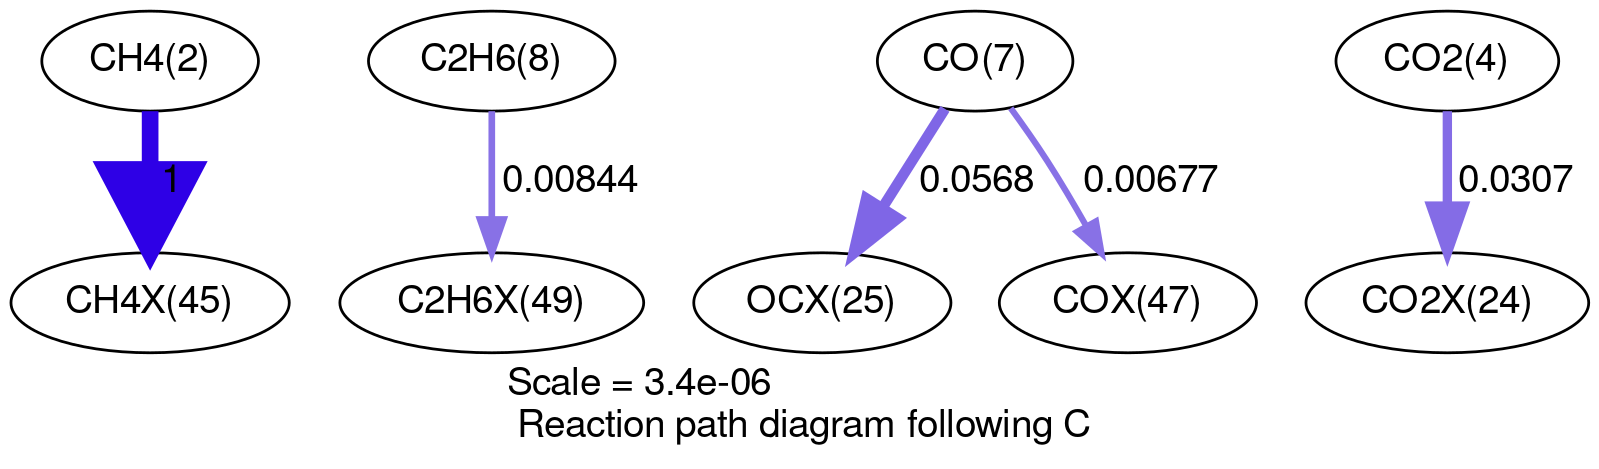 CH4(2) C2H6(8) CO(7) CO2(4)
1 0.00844 0.0568 0.00677 0.0307
CH4X(45) C2H6X(49) OCX(25) COX(47) CO2X(24)
Scale = 3.4e-06
Reaction path diagram following C